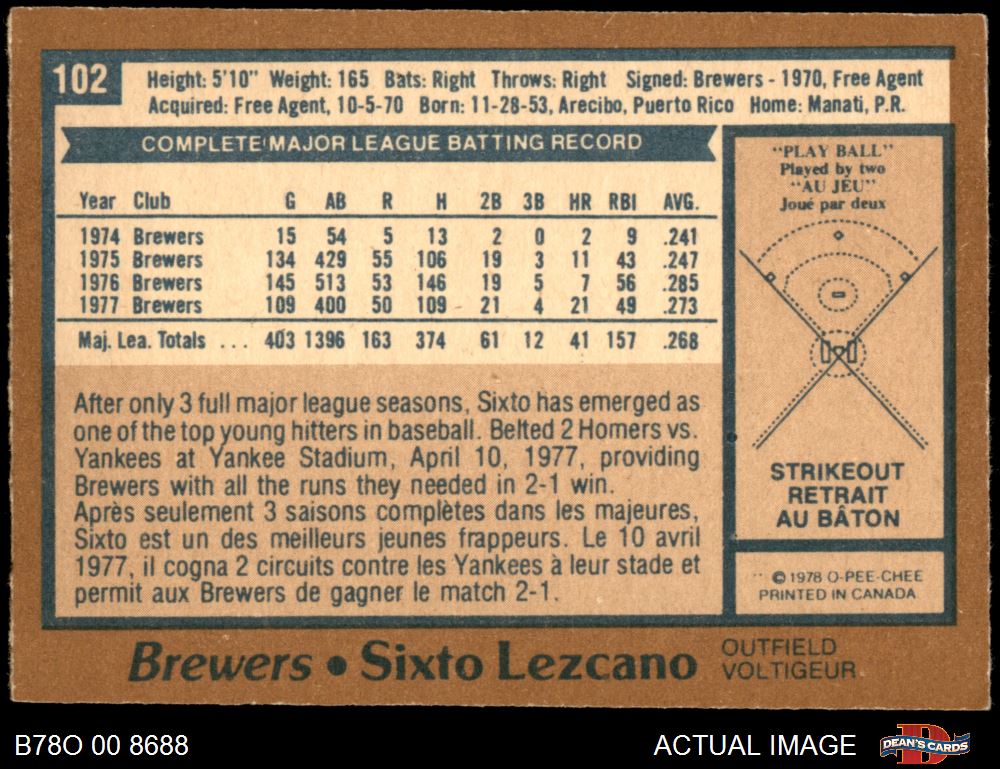 102
Height: 5'10" Weight: 165 Bats: Right Throws: Right Signed: Brewers - 1970, Free Agent
Acquired: Free Agent, 10-5-70 Born: 11-28-53, Arecibo, Puerto Rico Home: Manati, P.R.
COMPLETE MAJOR LEAGUE BATTING RECORD
Year Club G AB R H 2B 3B HR RBI AVG.
1974 Brewers 15 54 5 13 2 0 2 9 .241
1975 Brewers 134 429 55 106 19 3 11 43 .247
1976 Brewers 145 513 53 146 19 5 7 56 .285
1977 Brewers 109 400 50 109 21 4 21 49 .273
Maj. Lea. Totals ... 403 1396 163 374 61 12 41 157 .268
After only 3 full major league seasons, Sixto has emerged as
one of the top young hitters in baseball. Belted 2 Homers vs.
Yankees at Yankee Stadium, April 10, 1977, providing
Brewers with all the runs they needed in 2-1 win.
Après seulement 3 saisons complètes dans les majeures,
Sixto est un des meilleurs jeunes frappeurs. Le 10 avril
1977, il cogna 2 circuits contre les Yankees à leur stade et
permit aux Brewers de gagner le match 2-1.
"PLAY BALL"
Played by two
"AU JEU"
Joué par deux
STRIKEOUT
RETRAIT
AU BÂTON
© 1978 O-PEE-CHEE
PRINTED IN CANADA
Brewers • Sixto Lezcano
OUTFIELD
VOLTIGEUR
B78O 00 8688
ACTUAL IMAGE
DEAN'S CARDS